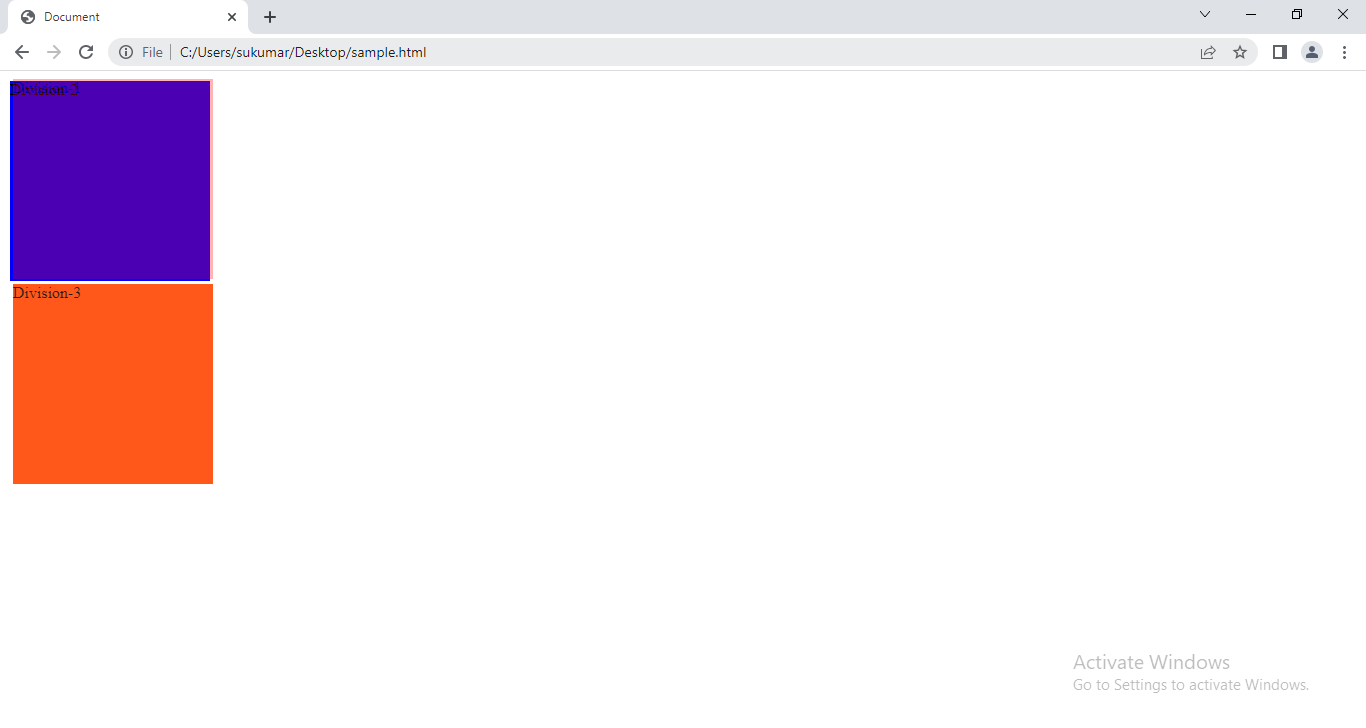 Document
File
C:/Users/sukumar/Desktop/sample.html
Division-2
Division-3
Activate Windows
Go to Settings to activate Windows.